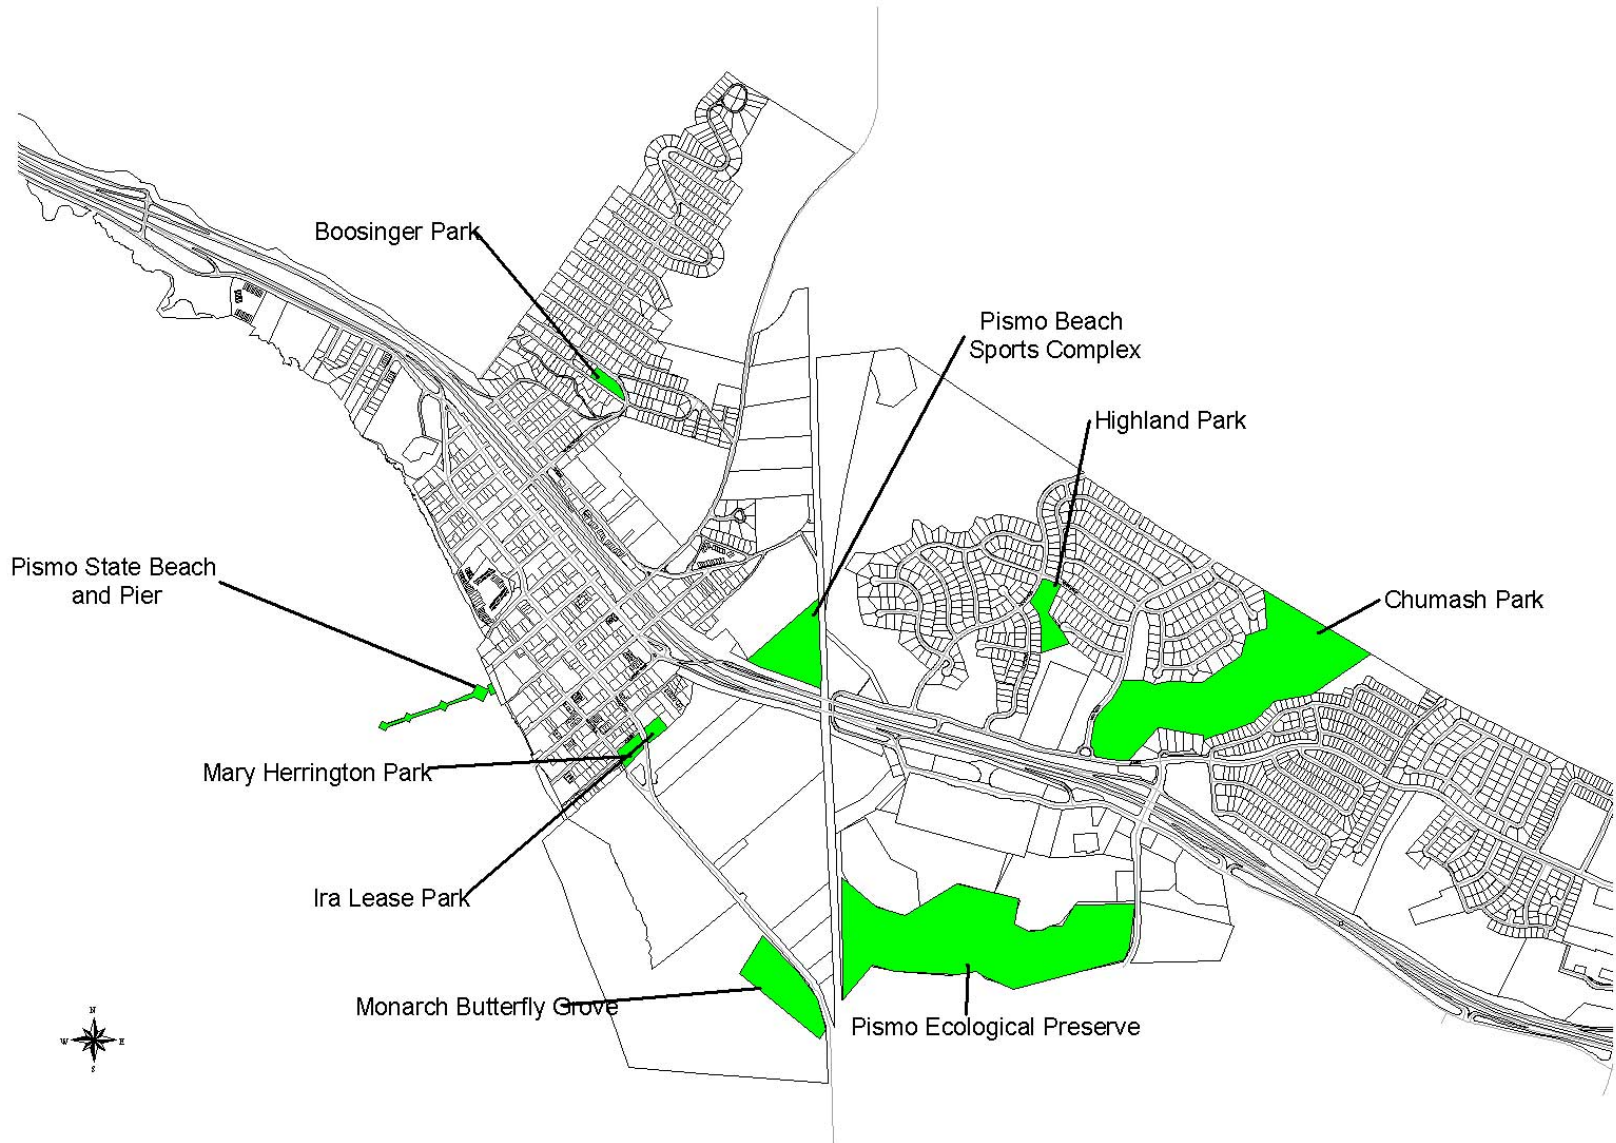 Boosinger Park
Pismo Beach
Sports Complex
Highland Park
Pismo State Beach
and Pier
Chumash Park
Mary Herrington Park
Ira Lease Park
Monarch Butterfly Grove
Pismo Ecological Preserve
N
W
E
S